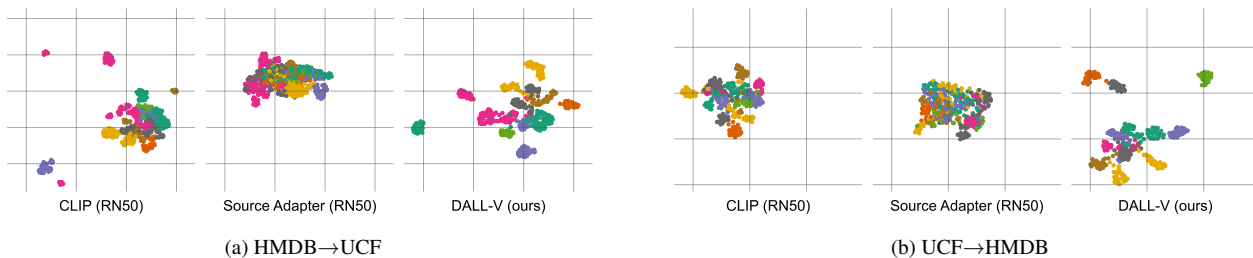 CLIP (RN50) Source Adapter (RN50) DALL-V (ours) CLIP (RN50) Source Adapter (RN50) DALL-V (ours)
(a) HMDB→UCF (b) UCF→HMDB